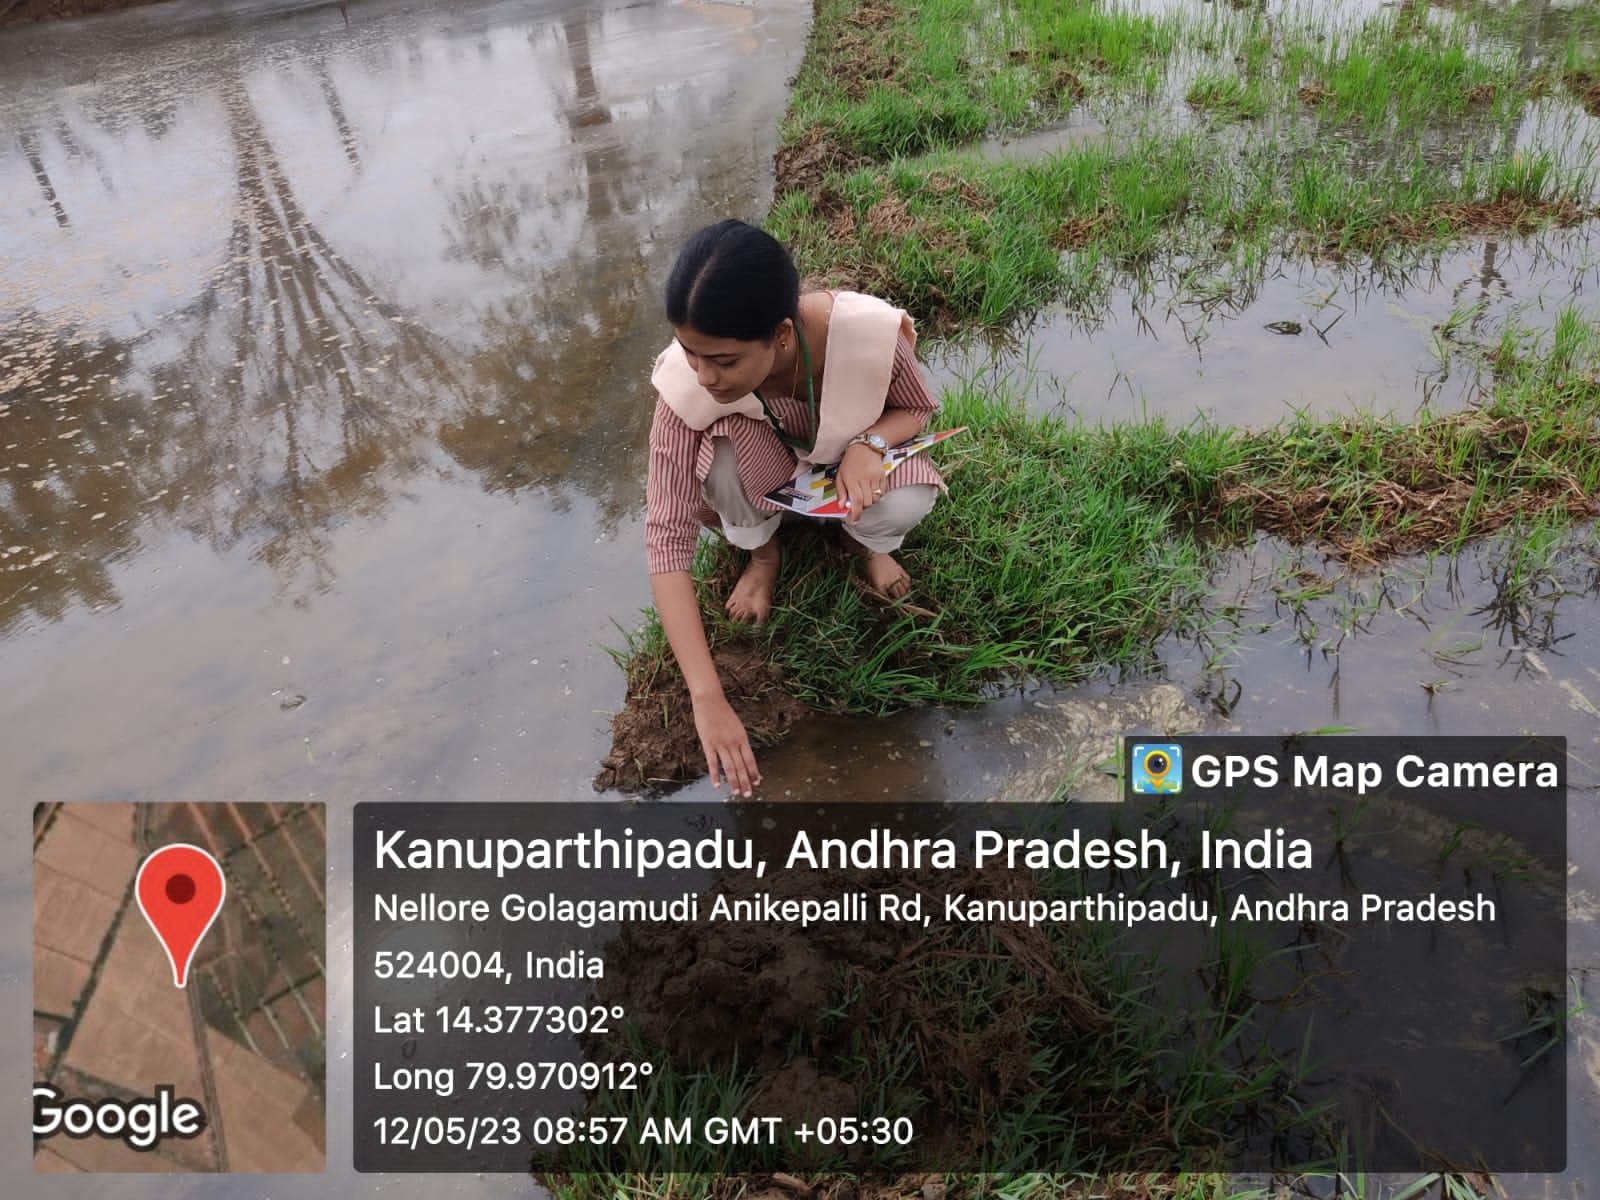 GPS Map Camera
Kanuparthipadu, Andhra Pradesh, India
Nellore Golagamudi Anikepalli Rd, Kanuparthipadu, Andhra Pradesh
524004, India
Lat 14.377302°
Long 79.970912°
12/05/23 08:57 AM GMT +05:30
Google